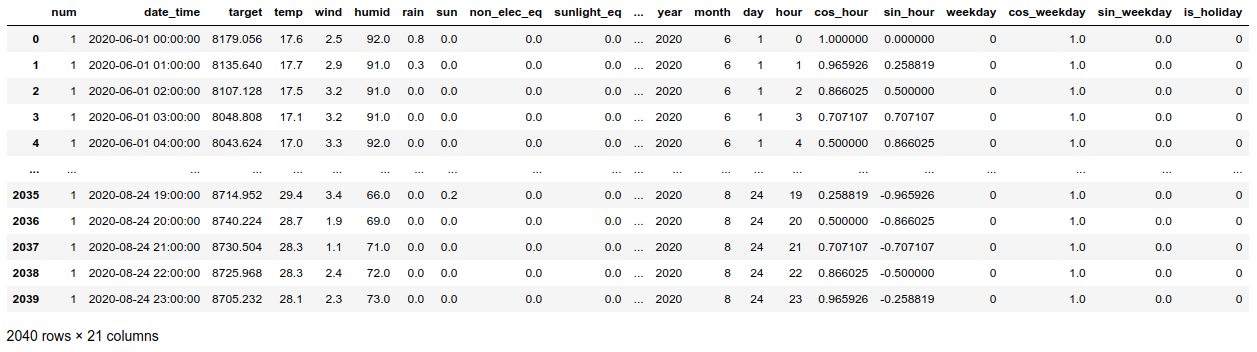 num date_time target temp wind humid rain sun non_elec_eq sunlight_eq ... year month day hour cos_hour sin_hour weekday cos_weekday sin_weekday is_holiday
0 1 2020-06-01 00:00:00 8179.056 17.6 2.5 92.0 0.8 0.0 0.0 0.0 ... 2020 6 1 0 1.000000 0.000000 0 1.0 0.0 0
1 1 2020-06-01 01:00:00 8135.640 17.7 2.9 91.0 0.3 0.0 0.0 0.0 ... 2020 6 1 1 0.965926 0.258819 0 1.0 0.0 0
2 1 2020-06-01 02:00:00 8107.128 17.5 3.2 91.0 0.0 0.0 0.0 0.0 ... 2020 6 1 2 0.866025 0.500000 0 1.0 0.0 0
3 1 2020-06-01 03:00:00 8048.808 17.1 3.2 91.0 0.0 0.0 0.0 0.0 ... 2020 6 1 3 0.707107 0.707107 0 1.0 0.0 0
4 1 2020-06-01 04:00:00 8043.624 17.0 3.3 92.0 0.0 0.0 0.0 0.0 ... 2020 6 1 4 0.500000 0.866025 0 1.0 0.0 0
... ... ... ... ... ... ... ... ... ... ... ... ... ... ... ... ... ... ... ... ... ...
2035 1 2020-08-24 19:00:00 8714.952 29.4 3.4 66.0 0.0 0.2 0.0 0.0 ... 2020 8 24 19 0.258819 -0.965926 0 1.0 0.0 0
2036 1 2020-08-24 20:00:00 8740.224 28.7 1.9 69.0 0.0 0.0 0.0 0.0 ... 2020 8 24 20 0.500000 -0.866025 0 1.0 0.0 0
2037 1 2020-08-24 21:00:00 8730.504 28.3 1.1 71.0 0.0 0.0 0.0 0.0 ... 2020 8 24 21 0.707107 -0.707107 0 1.0 0.0 0
2038 1 2020-08-24 22:00:00 8725.968 28.3 2.4 72.0 0.0 0.0 0.0 0.0 ... 2020 8 24 22 0.866025 -0.500000 0 1.0 0.0 0
2039 1 2020-08-24 23:00:00 8705.232 28.1 2.3 73.0 0.0 0.0 0.0 0.0 ... 2020 8 24 23 0.965926 -0.258819 0 1.0 0.0 0
2040 rows × 21 columns